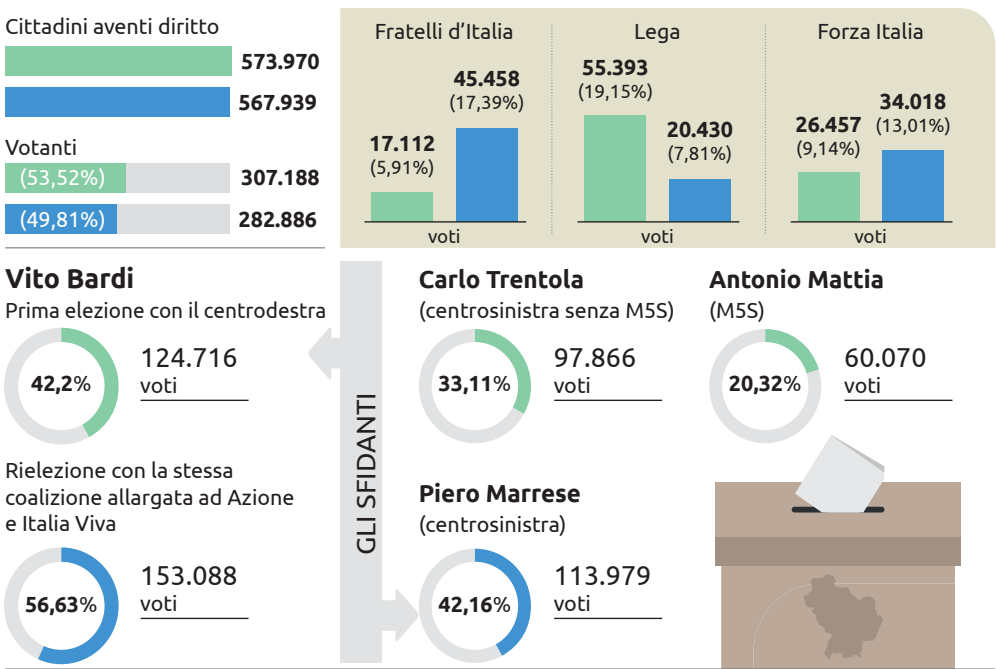 Cittadini aventi diritto
573.970
567.939
Votanti
(53,52%)
307.188
(49,81%)
282.886
Fratelli d’Italia
17.112
(5,91%)
45.458
(17,39%)
voti
Lega
55.393
(19,15%)
20.430
(7,81%)
voti
Forza Italia
26.457
(9,14%)
34.018
(13,01%)
voti
Vito Bardi
Prima elezione con il centrodestra
42,2%
124.716
voti
Rielezione con la stessa
coalizione allargata ad Azione
e Italia Viva
56,63%
153.088
voti
GLI SFIDANTI
Carlo Trentola
(centrosinistra senza M5S)
33,11%
97.866
voti
Antonio Mattia
(M5S)
20,32%
60.070
voti
Piero Marrese
(centrosinistra)
42,16%
113.979
voti